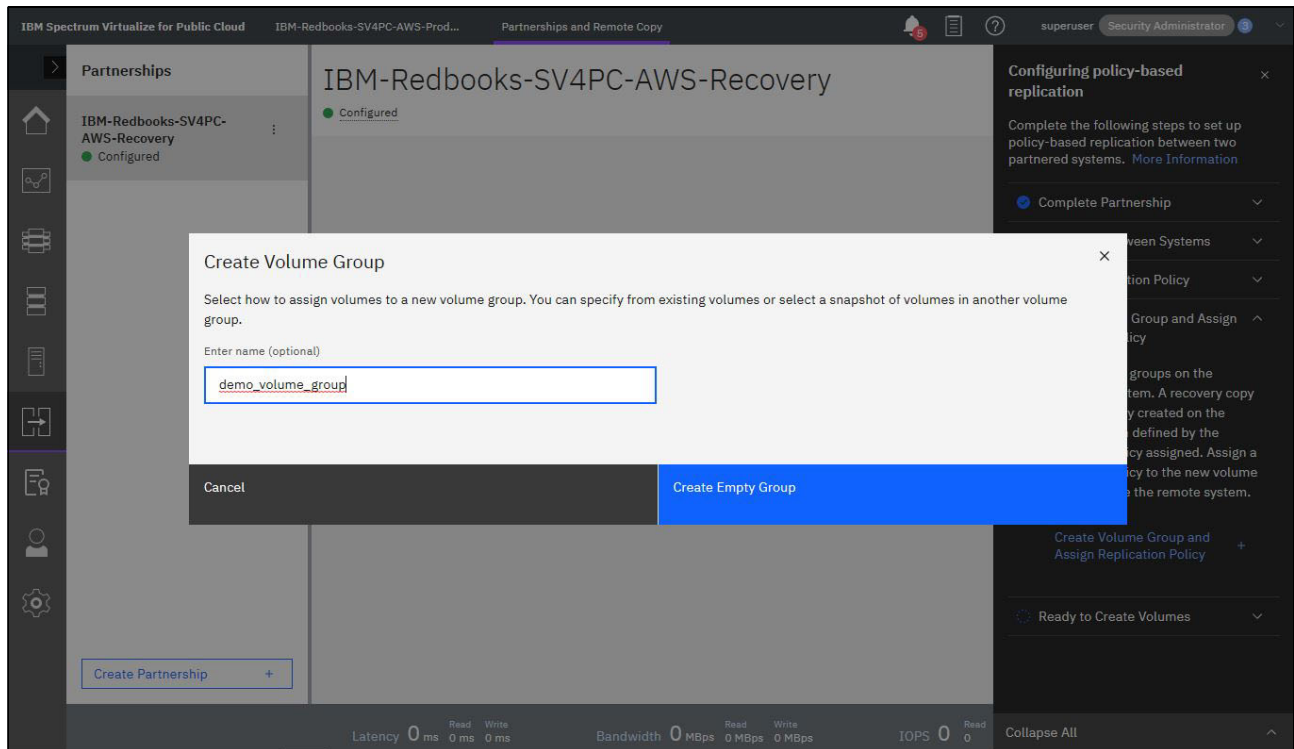 IBM Spectrum Virtualize for Public Cloud
IBM-Redbooks-SV4PC-AWS-Prod...
Partnerships and Remote Copy
5
superuser
Security Administrator
3
Partnerships
IBM-Redbooks-SV4PC-
AWS-Recovery
Configured
Create Partnership +
IBM-Redbooks-SV4PC-AWS-Recovery
Configured
Create Volume Group
Select how to assign volumes to a new volume group. You can specify from existing volumes or select a snapshot of volumes in another volume
group.
Enter name (optional)
demo_volume_group
Cancel
Create Empty Group
Configuring policy-based
replication
Complete the following steps to set up
policy-based replication between two
partnered systems. More Information
Complete Partnership
ween Systems
tion Policy
Group and Assign
licy
groups on the
tem. A recovery copy
y created on the
defined by the
icy assigned. Assign a
icy to the new volume
the remote system.
Create Volume Group and
Assign Replication Policy +
Ready to Create Volumes
Collapse All
Latency 0 ms
Read
0 ms
Write
0 ms
Bandwidth 0 MBps
Read
0 MBps
Write
0 MBps
IOPS 0
Read
0